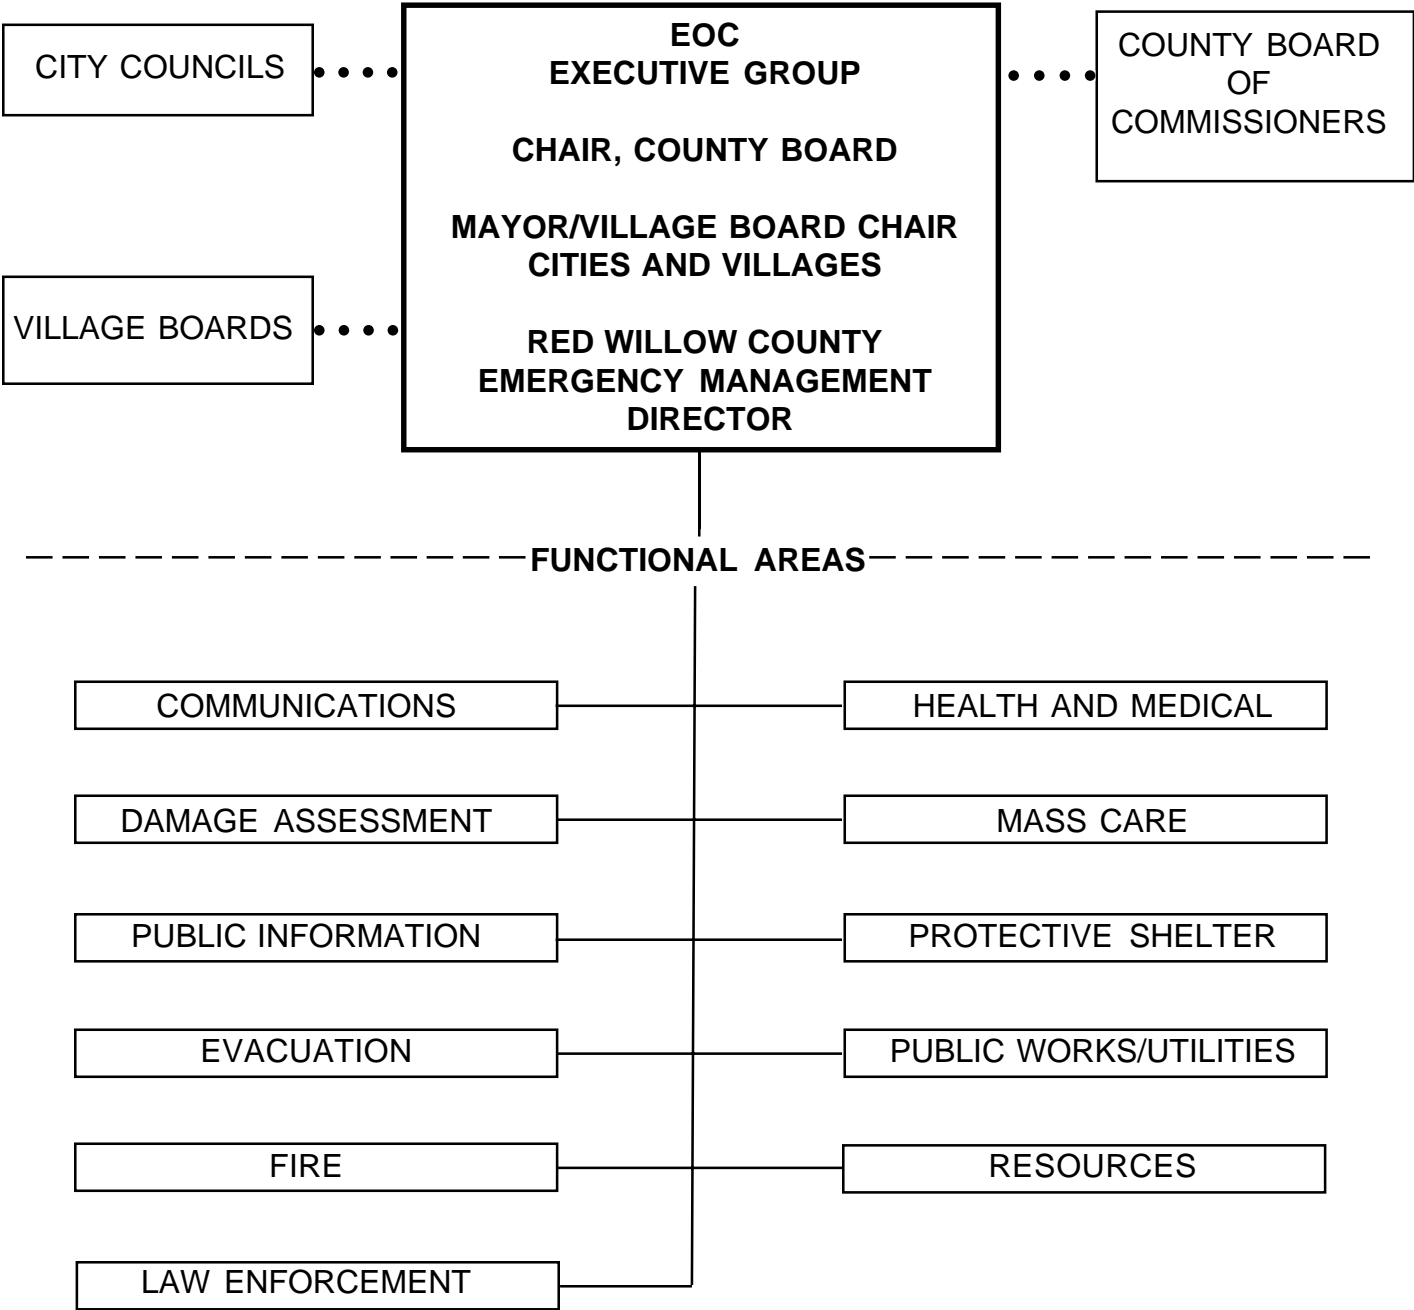 CITY COUNCILS
EOC
EXECUTIVE GROUP
CHAIR, COUNTY BOARD
MAYOR/VILLAGE BOARD CHAIR
CITIES AND VILLAGES
RED WILLOW COUNTY
EMERGENCY MANAGEMENT
DIRECTOR
COUNTY BOARD
OF
COMMISSIONERS
VILLAGE BOARDS
FUNCTIONAL AREAS
COMMUNICATIONS
HEALTH AND MEDICAL
DAMAGE ASSESSMENT
MASS CARE
PUBLIC INFORMATION
PROTECTIVE SHELTER
EVACUATION
PUBLIC WORKS/UTILITIES
FIRE
RESOURCES
LAW ENFORCEMENT